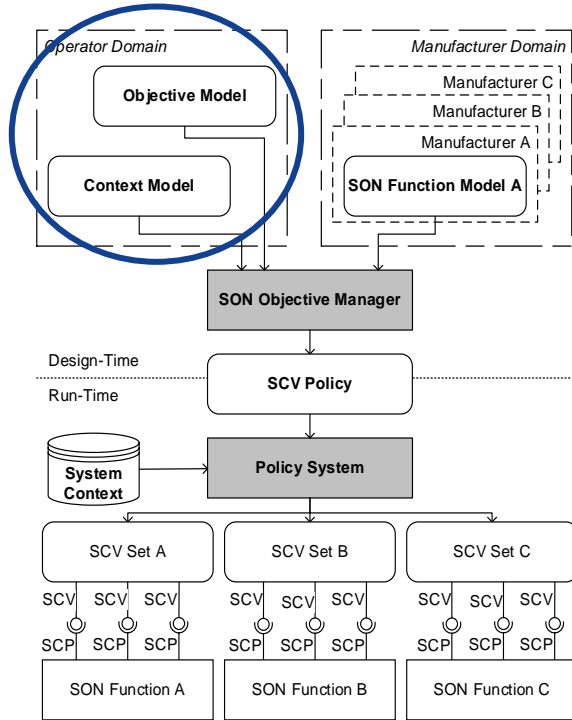 Operator Domain
Manufacturer Domain
Manufacturer C
Objective Model
Manufacturer B
Manufacturer A
Context Model
SON Function Model A
SON Objective Manager
Design-Time
SCV Policy
Run-Time
System
Context
Policy System
SCV Set A
SCV Set B
SCV Set C
SCV SCV SCV SCV SCV SCV SCV SCV SCV
SCP SCP SCP SCP SCP SCP SCP SCP SCP
SON Function A
SON Function B
SON Function C